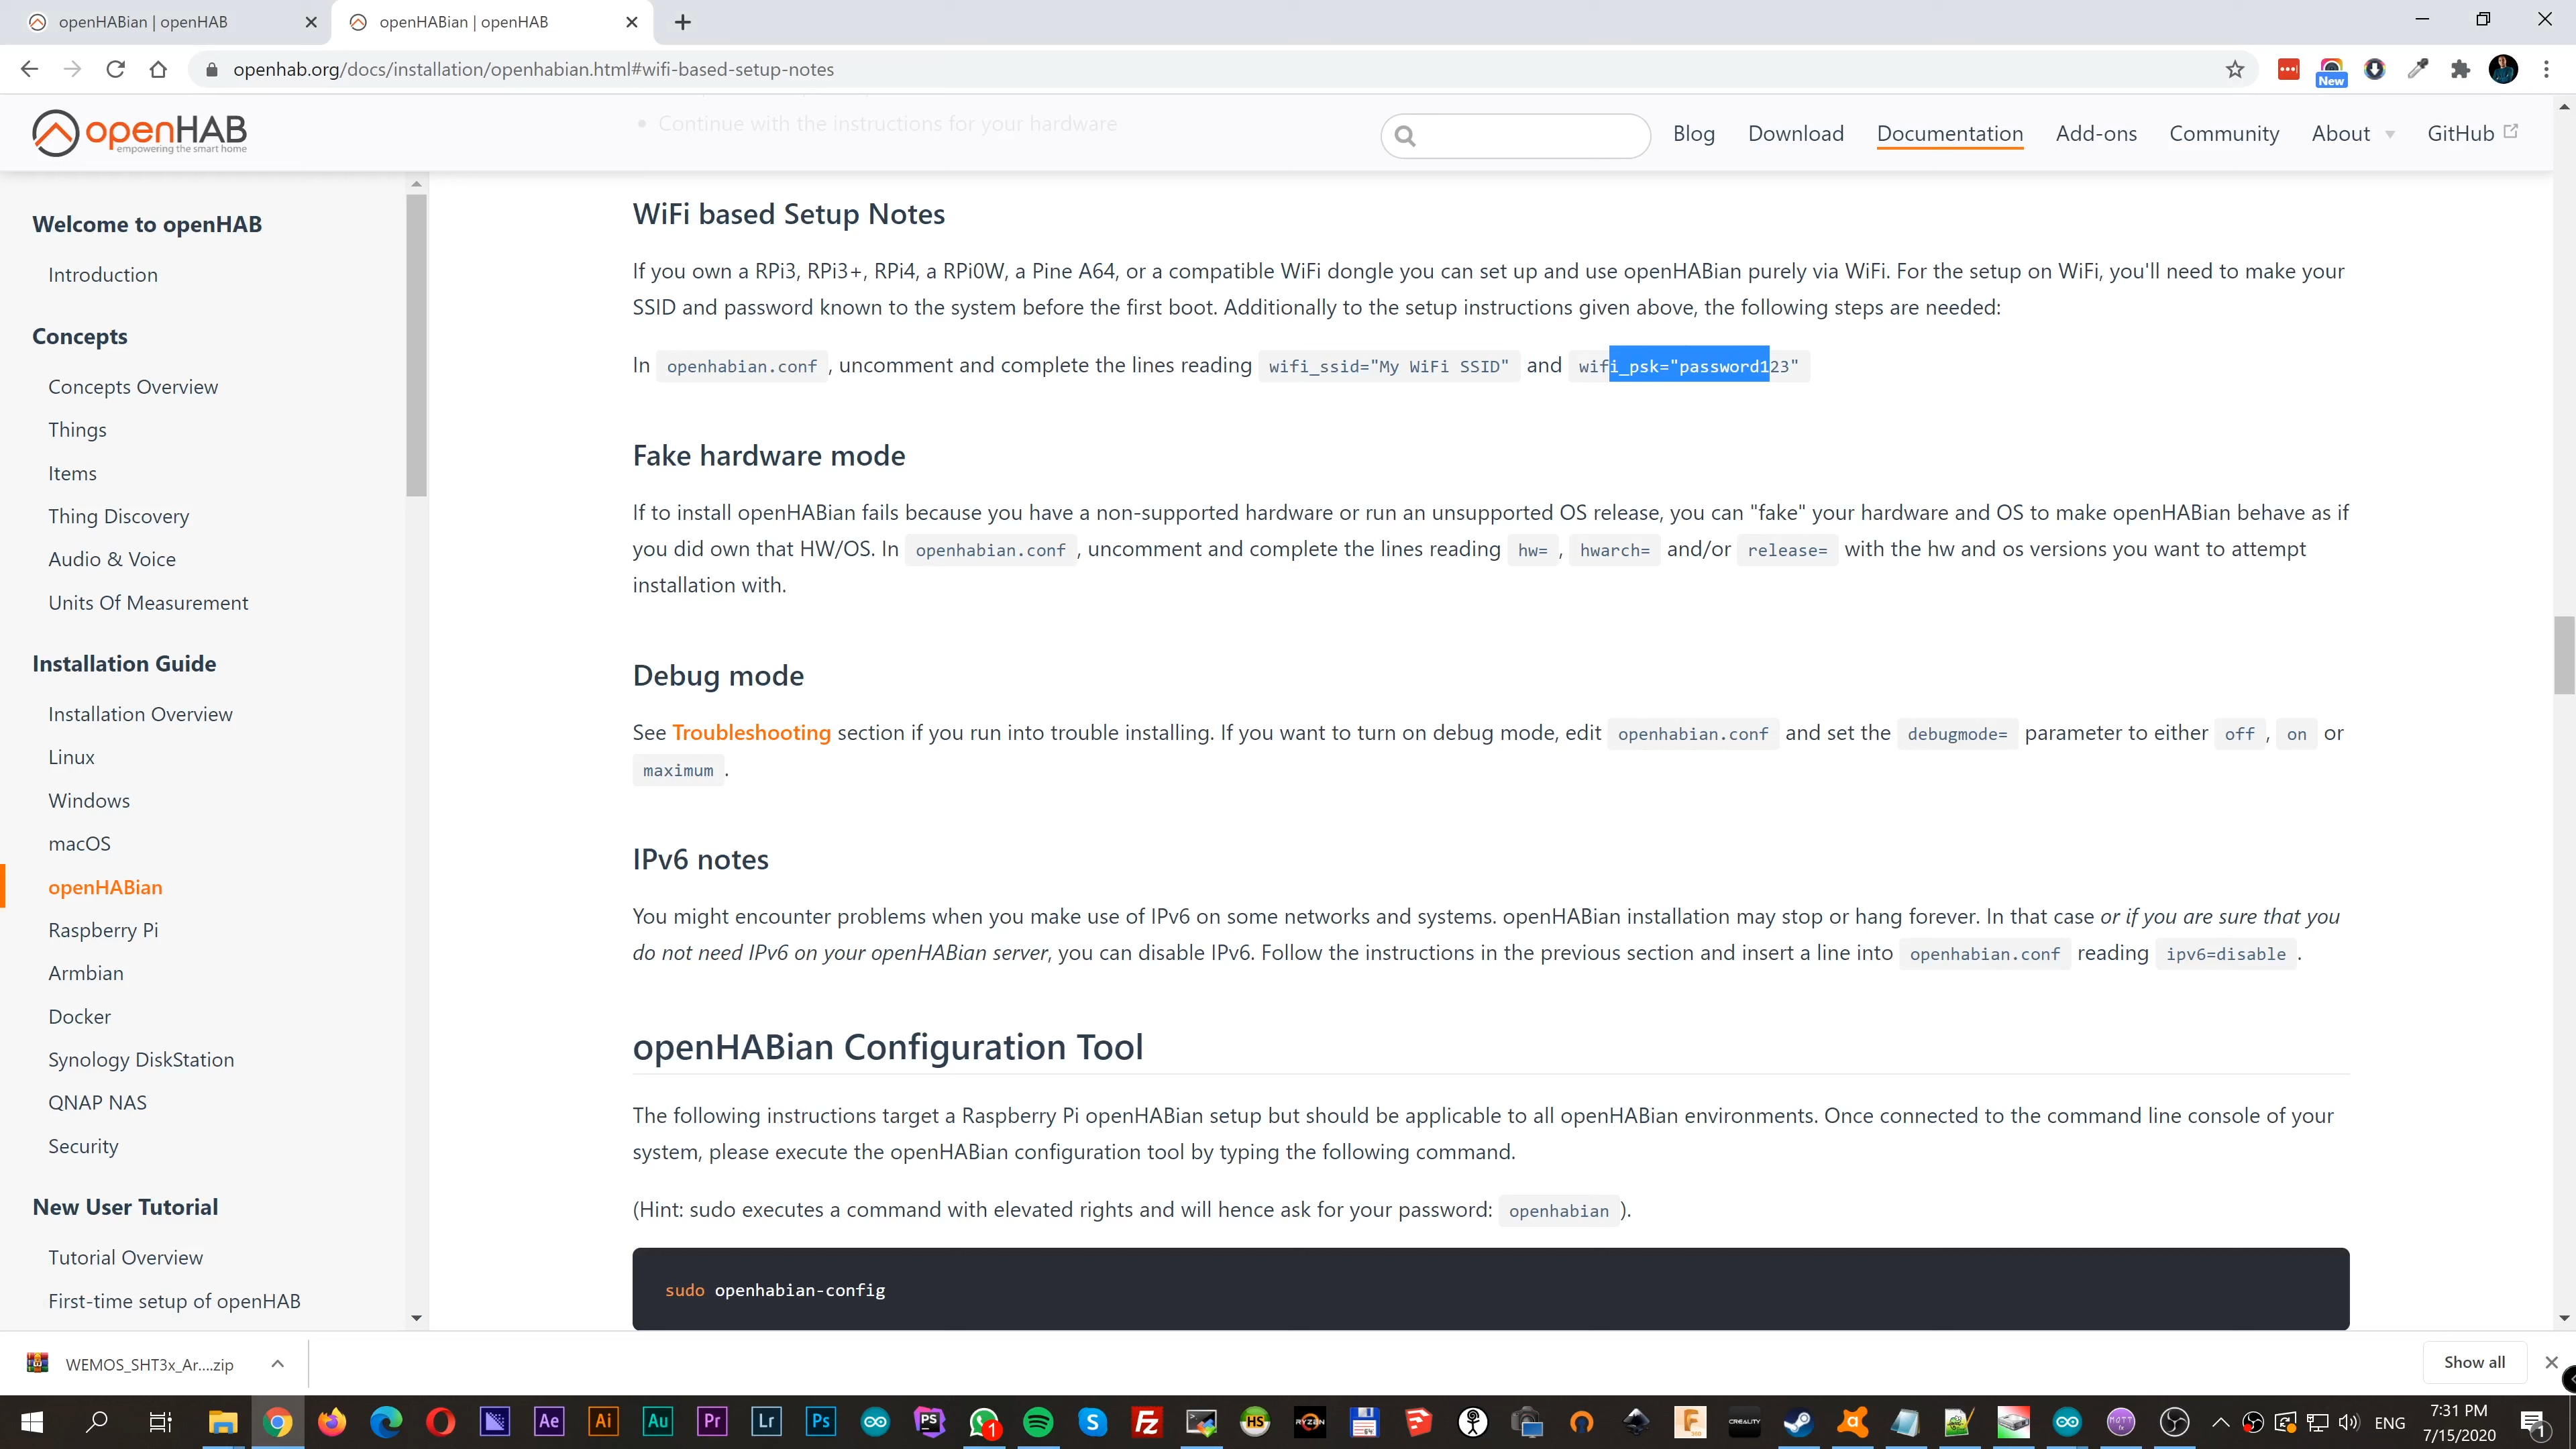 openHABian | openHAB
openHABian | openHAB
openhab.org/docs/installation/openhabian.html#wifi-based-setup-notes
New
openHAB
empowering the smart home
Continue with the instructions for your hardware
Blog
Download
Documentation
Add-ons
Community
About
GitHub
Welcome to openHAB
Introduction
Concepts
Concepts Overview
Things
Items
Thing Discovery
Audio & Voice
Units Of Measurement
Installation Guide
Installation Overview
Linux
Windows
macOS
openHABian
Raspberry Pi
Armbian
Docker
Synology DiskStation
QNAP NAS
Security
New User Tutorial
Tutorial Overview
First-time setup of openHAB
WiFi based Setup Notes
If you own a RPi3, RPi3+, RPi4, a RPi0W, a Pine A64, or a compatible WiFi dongle you can set up and use openHABian purely via WiFi. For the setup on WiFi, you'll need to make your
SSID and password known to the system before the first boot. Additionally to the setup instructions given above, the following steps are needed:
In openhabian.conf , uncomment and complete the lines reading wifi_ssid="My WiFi SSID" and wifi_psk="password123"
Fake hardware mode
If to install openHABian fails because you have a non-supported hardware or run an unsupported OS release, you can "fake" your hardware and OS to make openHABian behave as if
you did own that HW/OS. In openhabian.conf , uncomment and complete the lines reading hw= , hwarch= and/or release= with the hw and os versions you want to attempt
installation with.
Debug mode
See Troubleshooting section if you run into trouble installing. If you want to turn on debug mode, edit openhabian.conf and set the debugmode= parameter to either off , on or
maximum .
IPv6 notes
You might encounter problems when you make use of IPv6 on some networks and systems. openHABian installation may stop or hang forever. In that case or if you are sure that you
do not need IPv6 on your openHABian server, you can disable IPv6. Follow the instructions in the previous section and insert a line into openhabian.conf reading ipv6=disable .
openHABian Configuration Tool
The following instructions target a Raspberry Pi openHABian setup but should be applicable to all openHABian environments. Once connected to the command line console of your
system, please execute the openHABian configuration tool by typing the following command.
(Hint: sudo executes a command with elevated rights and will hence ask for your password: openhabian ).
sudo openhabian-config
WEMOS_SHT3x_Ar....zip
Show all
Ae
Ai
Au
Pr
Lr
Ps
PS
1
S
Fz
HS
RYZEN
64
F
CREALITY
a
MQTT
ENG
7:31 PM
7/15/2020
1